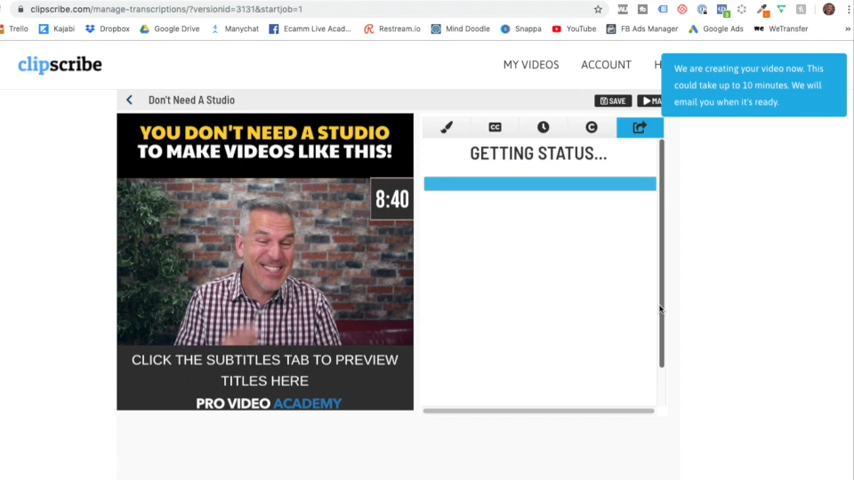 clipscribe.com/manage-transcriptions/?versionid=3131&startjob=1
Trello Kajabi Dropbox Google Drive Manychat Ecamm Live Acad... Restream.io Mind Doodle Snappa YouTube FB Ads Manager Google Ads we WeTransfer
clipscribe
MY VIDEOS ACCOUNT H
We are creating your video now. This
could take up to 10 minutes. We will
email you when it's ready.
Don't Need A Studio
SAVE MA
YOU DON'T NEED A STUDIO
TO MAKE VIDEOS LIKE THIS!
CC
C
GETTING STATUS...
8:40
CLICK THE SUBTITLES TAB TO PREVIEW
TITLES HERE
PRO VIDEO ACADEMY